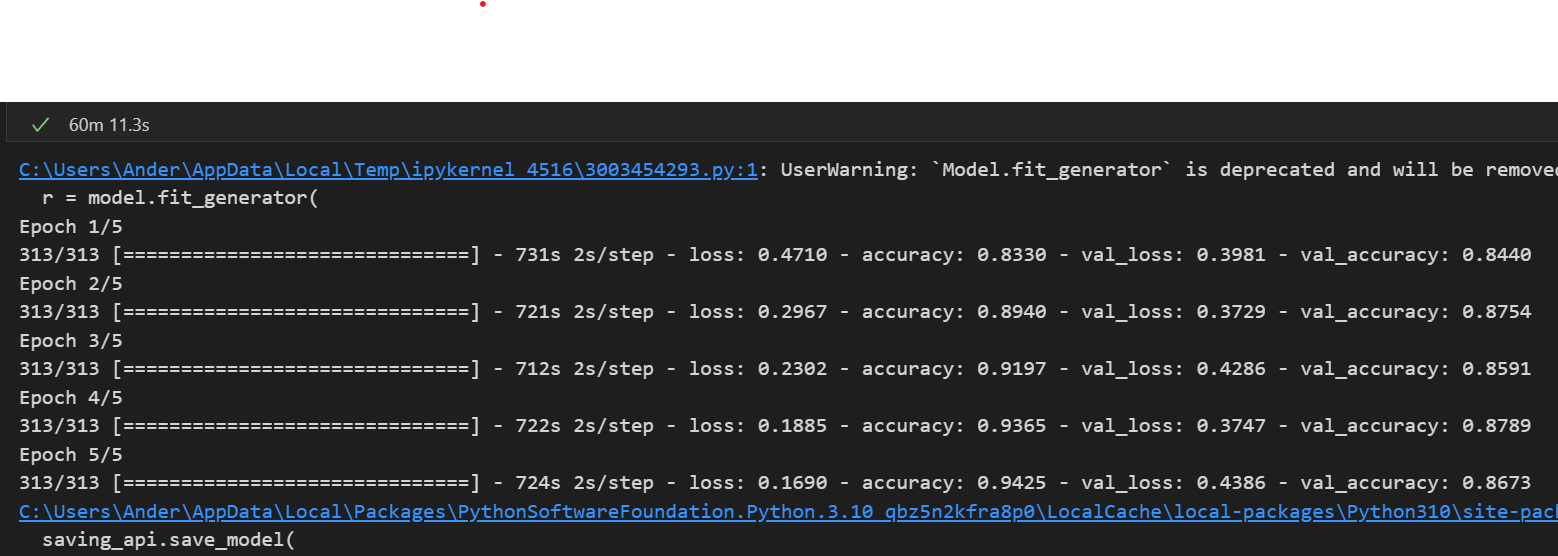 60m 11.3s
C:\Users\Ander\AppData\Local\Temp\ipykernel_4516\3003454293.py:1: UserWarning: `Model.fit_generator` is deprecated and will be removed
  r = model.fit_generator(
Epoch 1/5
313/313 [==============================] - 731s 2s/step - loss: 0.4710 - accuracy: 0.8330 - val_loss: 0.3981 - val_accuracy: 0.8440
Epoch 2/5
313/313 [==============================] - 721s 2s/step - loss: 0.2967 - accuracy: 0.8940 - val_loss: 0.3729 - val_accuracy: 0.8754
Epoch 3/5
313/313 [==============================] - 712s 2s/step - loss: 0.2302 - accuracy: 0.9197 - val_loss: 0.4286 - val_accuracy: 0.8591
Epoch 4/5
313/313 [==============================] - 722s 2s/step - loss: 0.1885 - accuracy: 0.9365 - val_loss: 0.3747 - val_accuracy: 0.8789
Epoch 5/5
313/313 [==============================] - 724s 2s/step - loss: 0.1690 - accuracy: 0.9425 - val_loss: 0.4386 - val_accuracy: 0.8673
C:\Users\Ander\AppData\Local\Packages\PythonSoftwareFoundation.Python.3.10_qbz5n2kfra8p0\LocalCache\local-packages\Python310\site-pac
  saving_api.save_model(